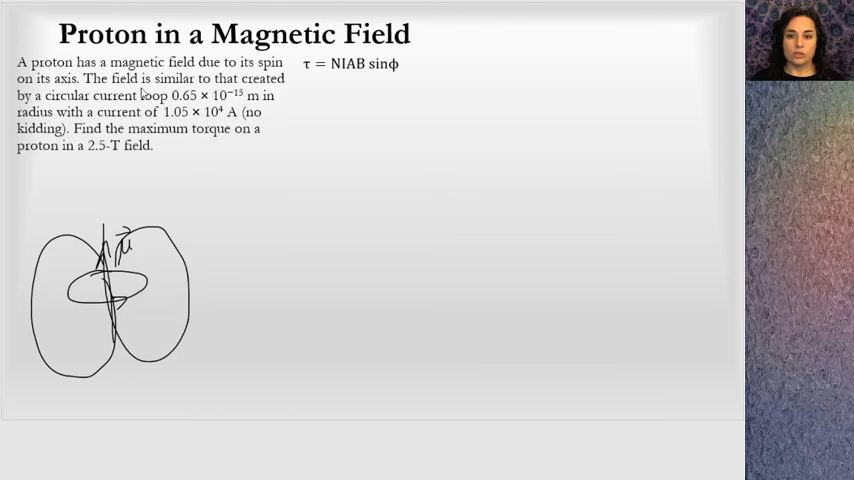 Proton in a Magnetic Field
A proton has a magnetic field due to its spin
on its axis. The field is similar to that created
by a circular current loop 0.65 × 10⁻¹⁵ m in
radius with a current of 1.05 × 10⁴ A (no
kidding). Find the maximum torque on a
proton in a 2.5-T field.
τ = NIAB sinϕ
μ⃗